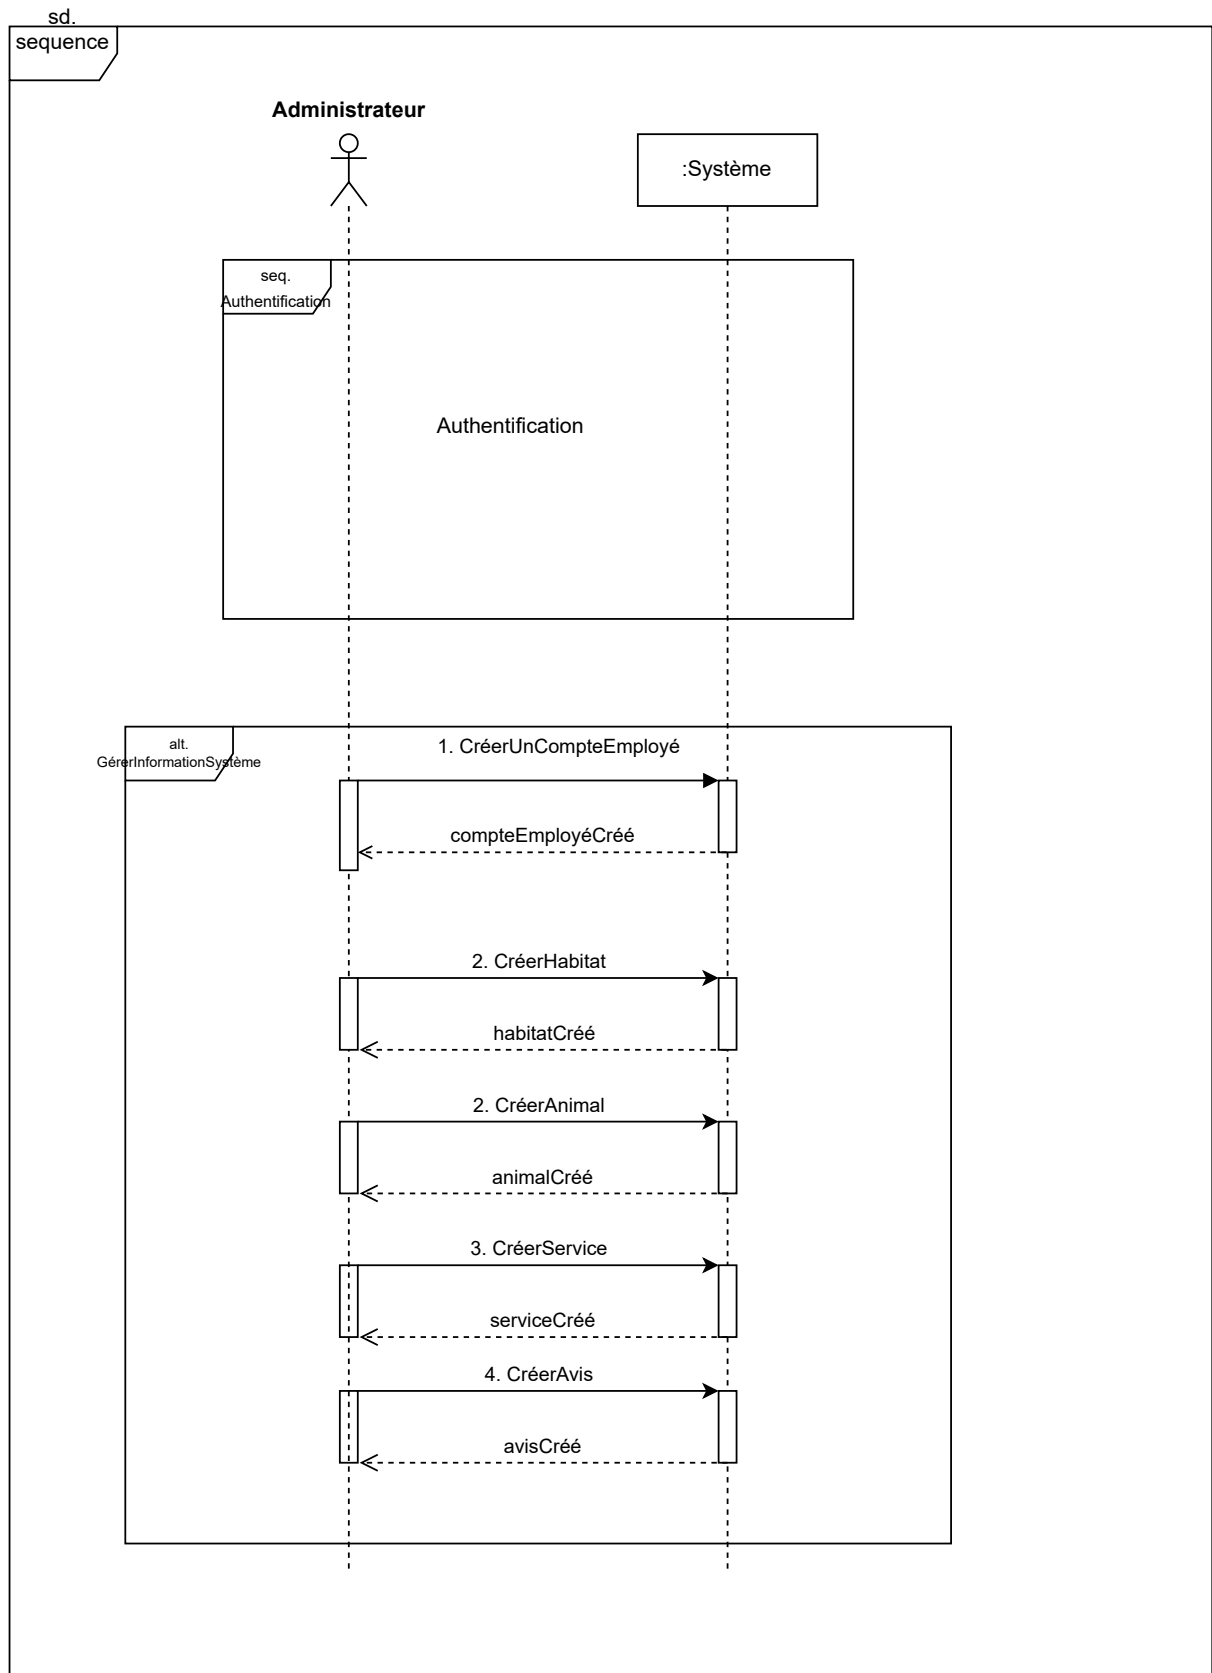 sd.
sequence
Administrateur
:Système
seq.
Authentification
Authentification
alt.
GérerInformationSystème
1. CréerUnCompteEmployé
compteEmployéCréé
2. CréerHabitat
habitatCréé
2. CréerAnimal
animalCréé
3. CréerService
serviceCréé
4. CréerAvis
avisCréé